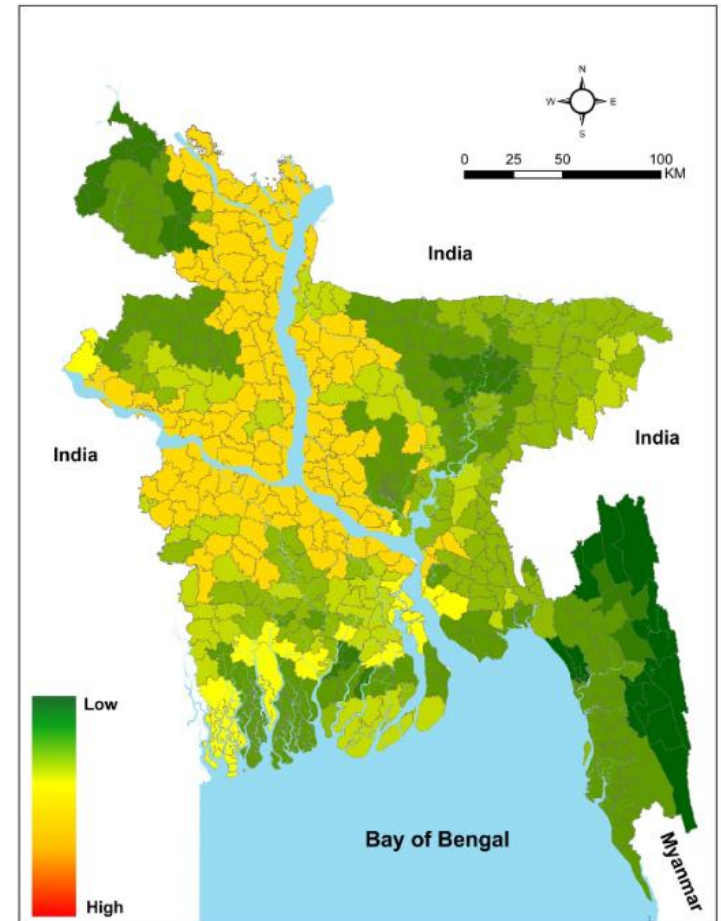 N
W E
S
0 25 50 100
KM
India
India
India
Low
High
Bay of Bengal
Myanmar